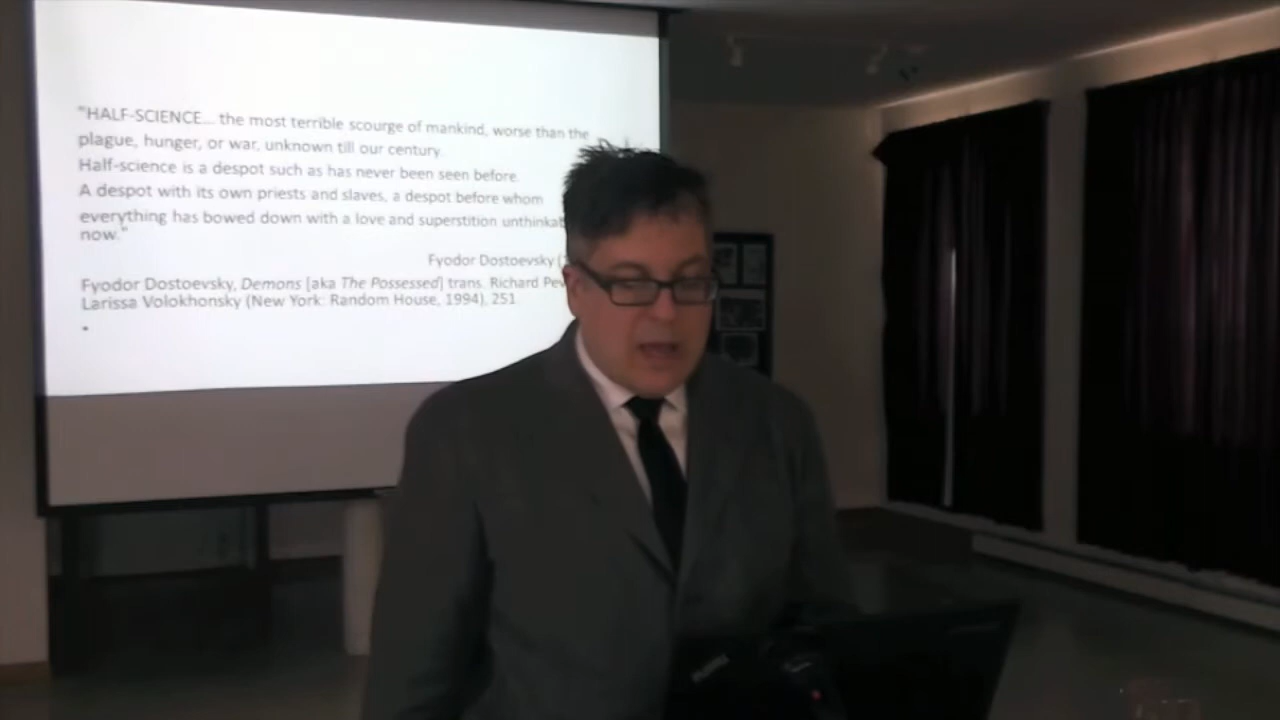 "HALF-SCIENCE... the most terrible scourge of mankind, worse than the
plague, hunger, or war, unknown till our century.
Half-science is a despot such as has never been seen before.
A despot with its own priests and slaves, a despot before whom
everything has bowed down with a love and superstition
now."
Fyodor Dostoevsky
Fyodor Dostoevsky, Demons [aka The Possessed] trans. Richard
Larissa Volokhonsky (New York: Random House, 1994), 251
•